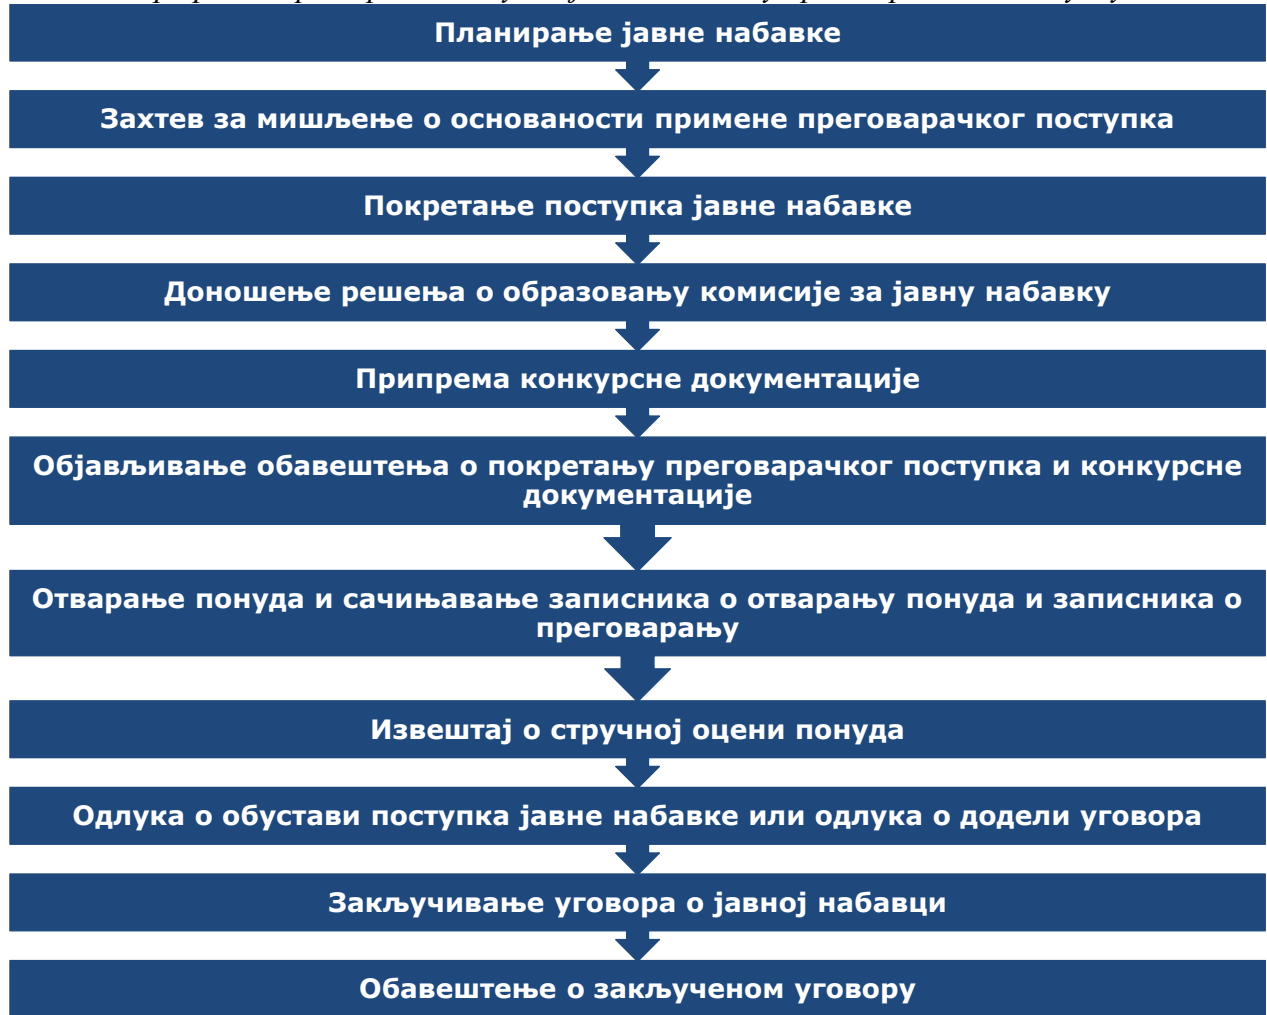 Планирање јавне набавке
Захтев за мишљење о основаности примене преговарачког поступка
Покретање поступка јавне набавке
Доношење решења о образовању комисије за јавну набавку
Припрема конкурсне документације
Објављивање обавештења о покретању преговарачког поступка и конкурсне
документације
Отварање понуда и сачињавање записника о отварању понуда и записника о
преговарању
Извештај о стручној оцени понуда
Одлука о обустави поступка јавне набавке или одлука о додели уговора
Закључивање уговора о јавној набавци
Обавештење о закљученом уговору